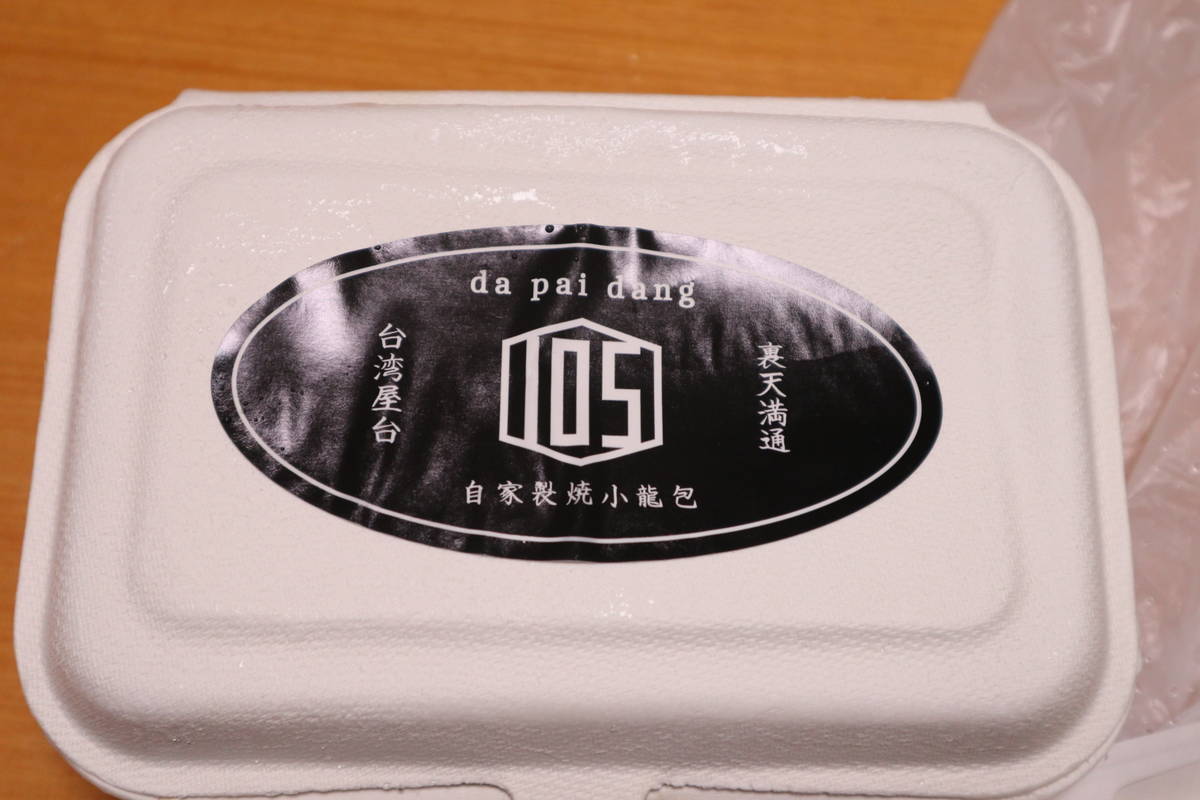 da pai dang
台湾屋台
105
裏天満通
自家製焼小龍包